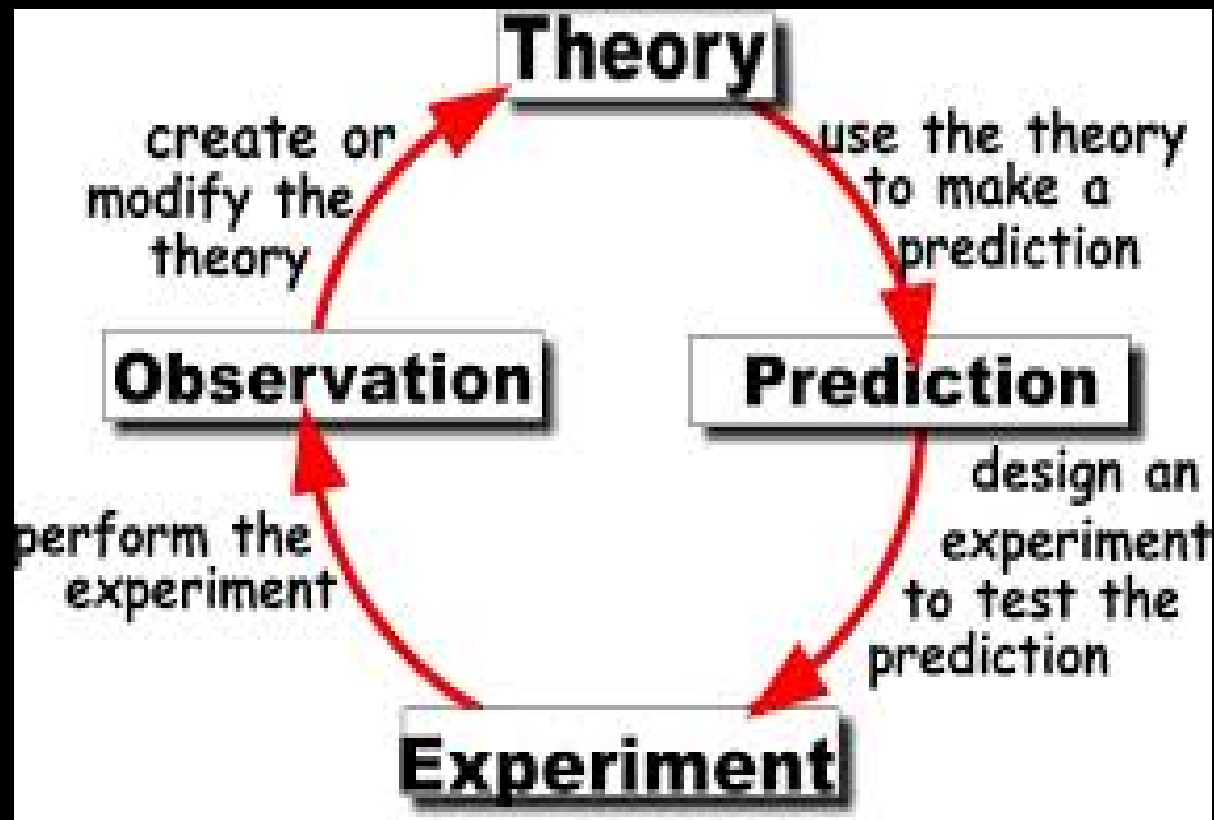 Theory
use the theory
to make a
prediction
Prediction
design an
experiment
to test the
prediction
Experiment
perform the
experiment
Observation
create or
modify the
theory